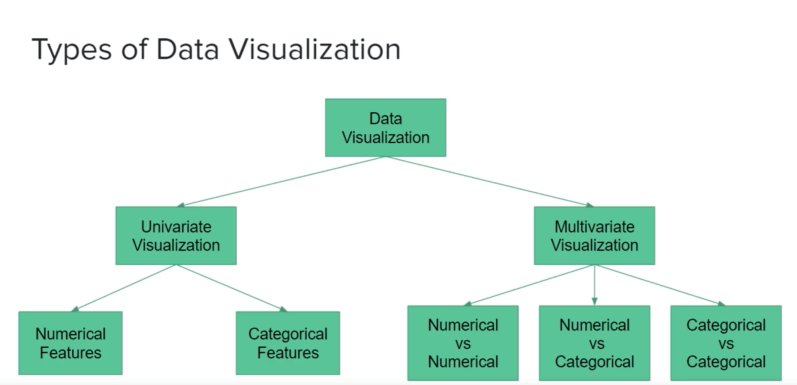 Types of Data Visualization
Data
Visualization
Univariate
Visualization
Multivariate
Visualization
Numerical
Features
Categorical
Features
Numerical
vs
Numerical
Numerical
vs
Categorical
Categorical
vs
Categorical